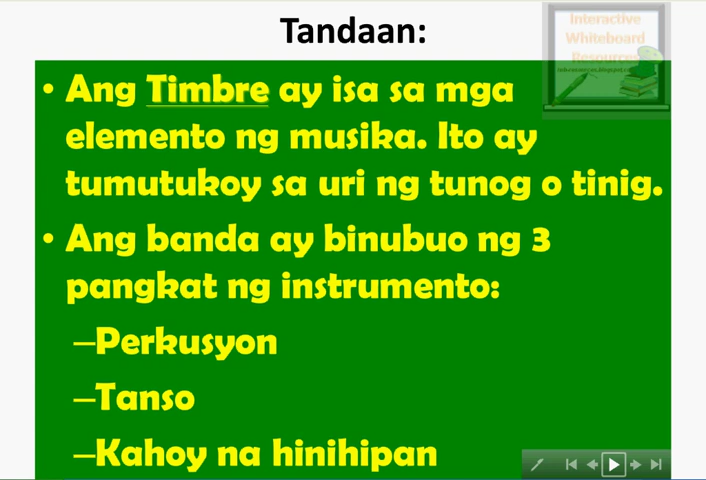 Tandaan:
Interactive
Whiteboard
Resources
• Ang Timbre ay isa sa mga
elemento ng musika. Ito ay
tumutukoy sa uri ng tunog o tinig.
• Ang banda ay binubuo ng 3
pangkat ng instrumento:
–Perkusyon
–Tanso
–Kahoy na hinihipan